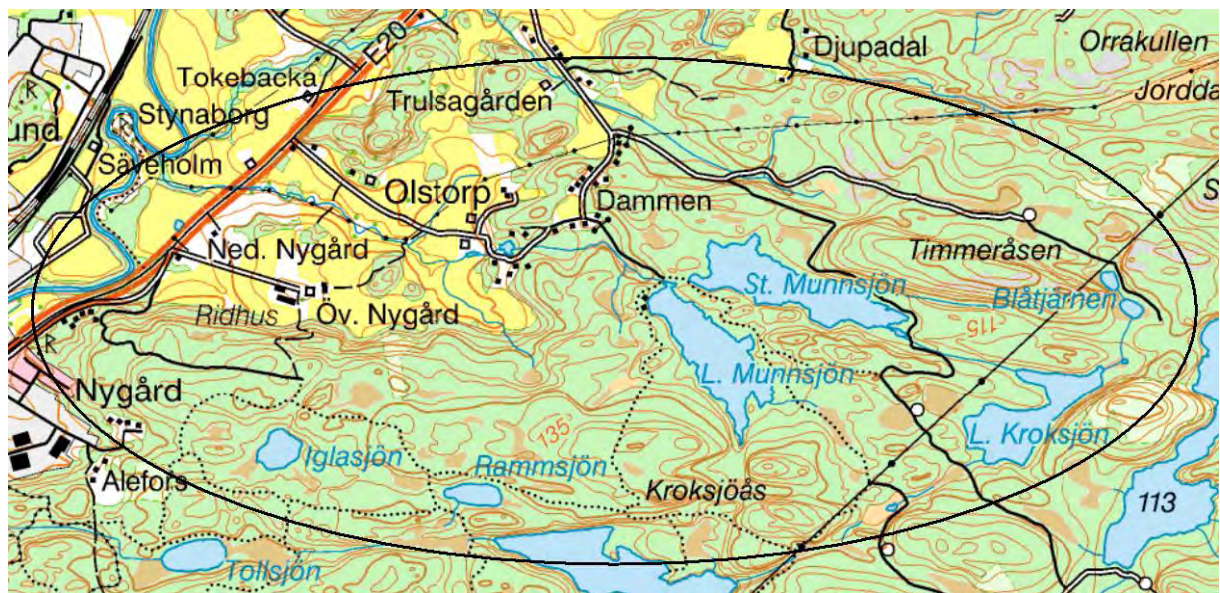 E20
Djupadal
Orrakullen
Tokebacka
Trulsagården
Jordda
R
Stynaborg
R
und
Säveholm
Olstorp
Dammen
S
Ned. Nygård
Timmeråsen
St. Munnsjön
Blåtjärnen
Ridhus
Öv. Nygård
115
R
L. Munnsjön
Nygård
135
L. Kroksjön
Iglasjön
Rammsjön
Kroksjöås
Alefors
113
Tollsjön